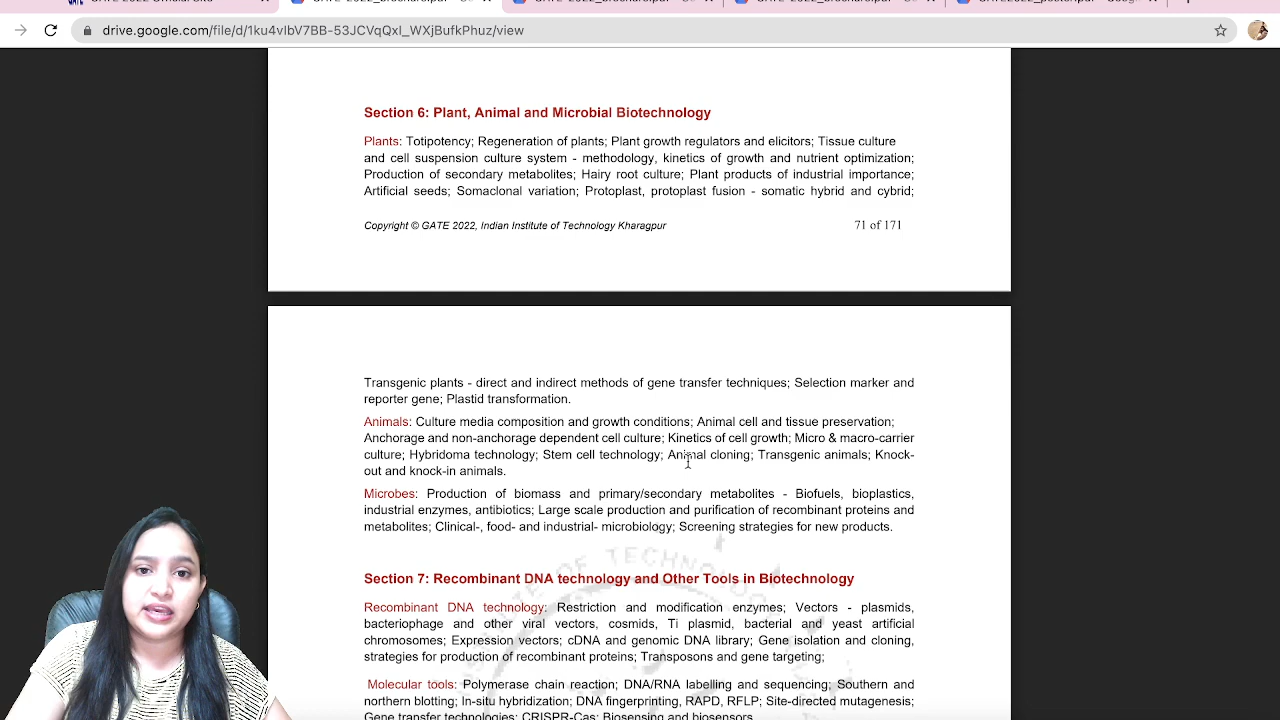 drive.google.com/file/d/1ku4vIbV7BB-53JCVqQxI_WXjBufkPhuz/view
Section 6: Plant, Animal and Microbial Biotechnology
Plants: Totipotency; Regeneration of plants; Plant growth regulators and elicitors; Tissue culture
and cell suspension culture system - methodology, kinetics of growth and nutrient optimization;
Production of secondary metabolites; Hairy root culture; Plant products of industrial importance;
Artificial seeds; Somaclonal variation; Protoplast, protoplast fusion - somatic hybrid and cybrid;
Copyright © GATE 2022, Indian Institute of Technology Kharagpur 71 of 171
Transgenic plants - direct and indirect methods of gene transfer techniques; Selection marker and
reporter gene; Plastid transformation.
Animals: Culture media composition and growth conditions; Animal cell and tissue preservation;
Anchorage and non-anchorage dependent cell culture; Kinetics of cell growth; Micro & macro-carrier
culture; Hybridoma technology; Stem cell technology; Animal cloning; Transgenic animals; Knock-
out and knock-in animals.
Microbes: Production of biomass and primary/secondary metabolites - Biofuels, bioplastics,
industrial enzymes, antibiotics; Large scale production and purification of recombinant proteins and
metabolites; Clinical-, food- and industrial- microbiology; Screening strategies for new products.
OF TECHNOLOGY
Section 7: Recombinant DNA technology and Other Tools in Biotechnology
Recombinant DNA technology: Restriction and modification enzymes; Vectors - plasmids,
bacteriophage and other viral vectors, cosmids, Ti plasmid, bacterial and yeast artificial
chromosomes; Expression vectors; cDNA and genomic DNA library; Gene isolation and cloning,
strategies for production of recombinant proteins; Transposons and gene targeting;
Molecular tools: Polymerase chain reaction; DNA/RNA labelling and sequencing; Southern and
northern blotting; In-situ hybridization; DNA fingerprinting, RAPD, RFLP; Site-directed mutagenesis;
Gene transfer technologies; CRISPR-Cas; Biosensing and biosensors.